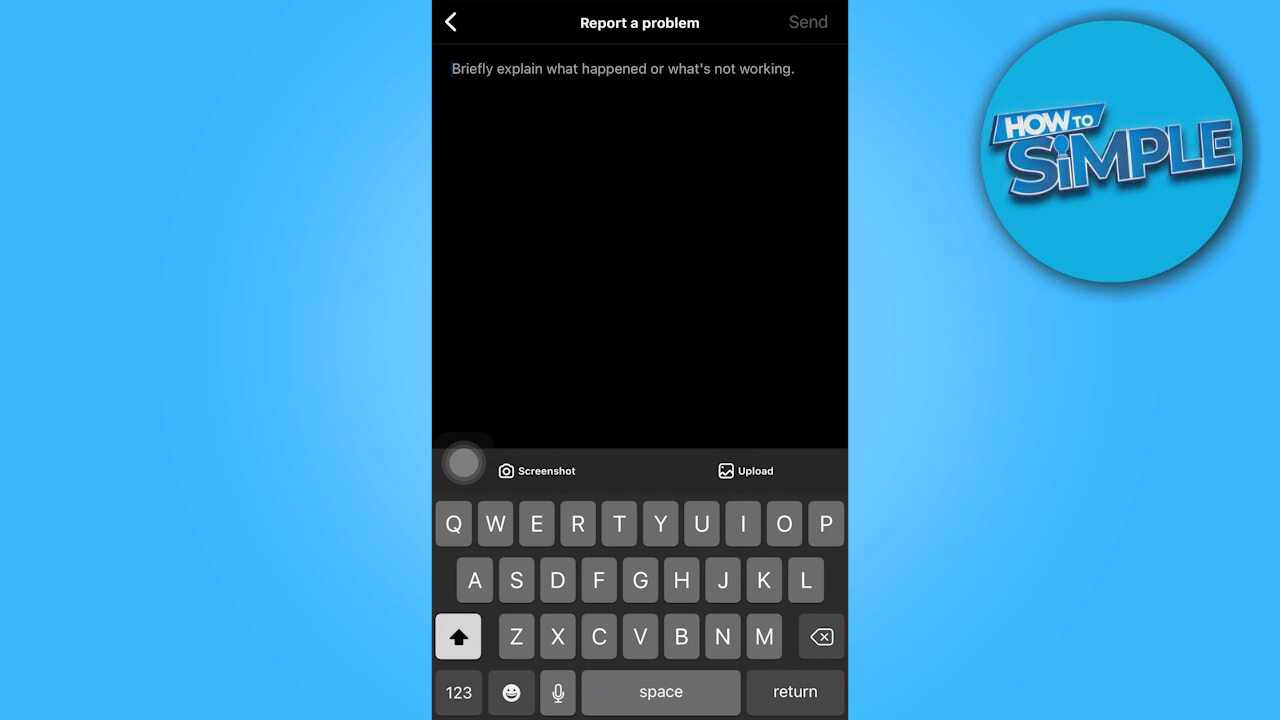 Report a problem
Send
Briefly explain what happened or what's not working.
HOW TO
SiMPLE
Screenshot
Upload
Q W E R T Y U I O P
A S D F G H J K L
Z X C V B N M
123
space
return